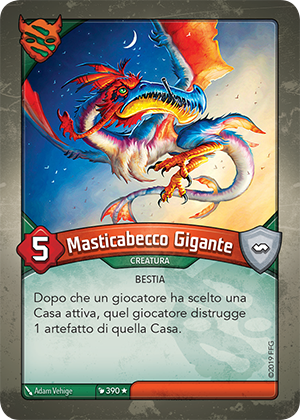 5
Masticabecco Gigante
CREATURA
BESTIA
Dopo che un giocatore ha scelto una
Casa attiva, quel giocatore distrugge
1 artefatto di quella Casa.
©2019 FFG
Adam Vehige
390